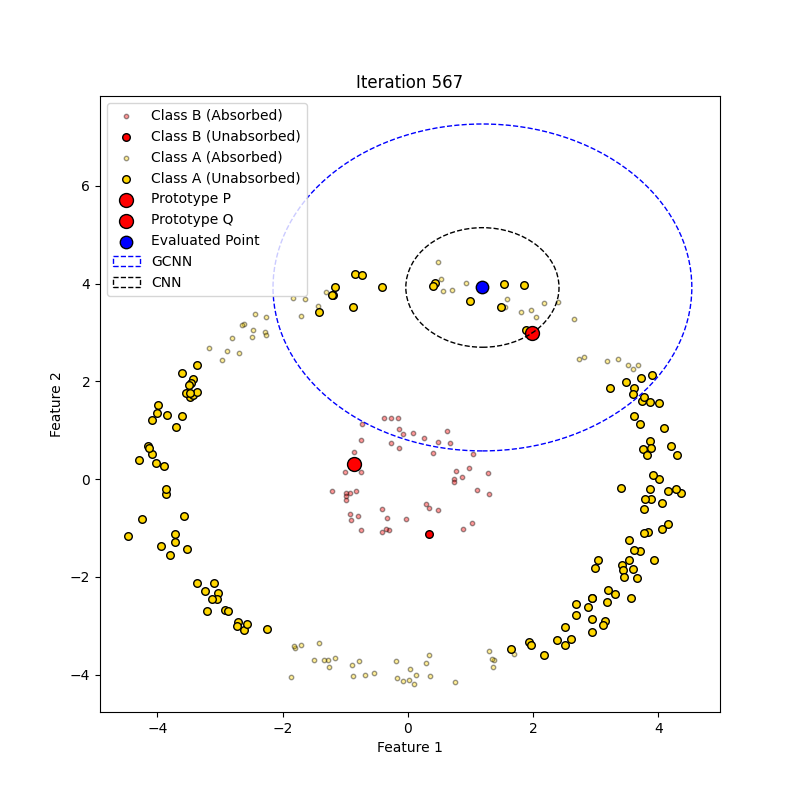 Iteration 567
Class B (Absorbed)
Class B (Unabsorbed)
Class A (Absorbed)
Class A (Unabsorbed)
Prototype P
Prototype Q
Evaluated Point
GCNN
CNN
6
4
2
0
−2
−4
Feature 2
−4
−2
0
2
4
Feature 1